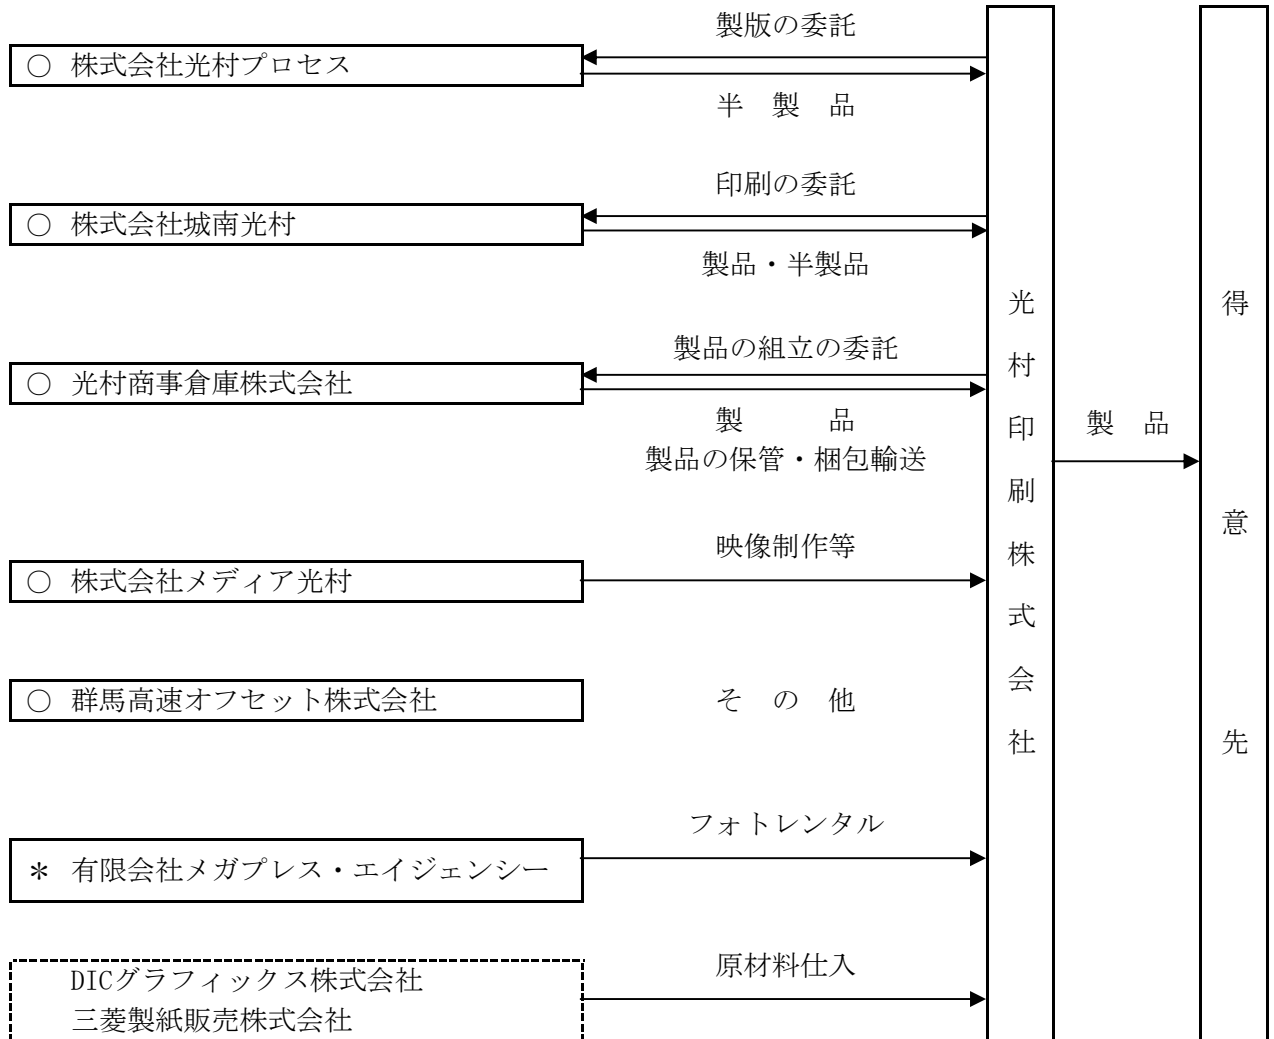 製版の委託
○ 株式会社光村プロセス
半 製 品
印刷の委託
○ 株式会社城南光村
製品・半製品
製品の組立の委託
○ 光村商事倉庫株式会社
製 品
製品の保管・梱包輸送
映像制作等
○ 株式会社メディア光村
○ 群馬高速オフセット株式会社
そ の 他
フォトレンタル
＊ 有限会社メガプレス・エイジェンシー
原材料仕入
DICグラフィックス株式会社
三菱製紙販売株式会社
光村印刷株式会社
製 品
得意先